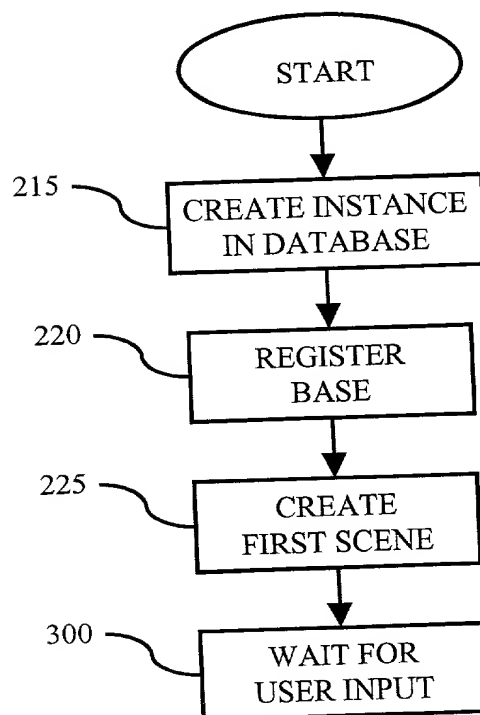 START
215
CREATE INSTANCE
IN DATABASE
220
REGISTER
BASE
225
CREATE
FIRST SCENE
300
WAIT FOR
USER INPUT